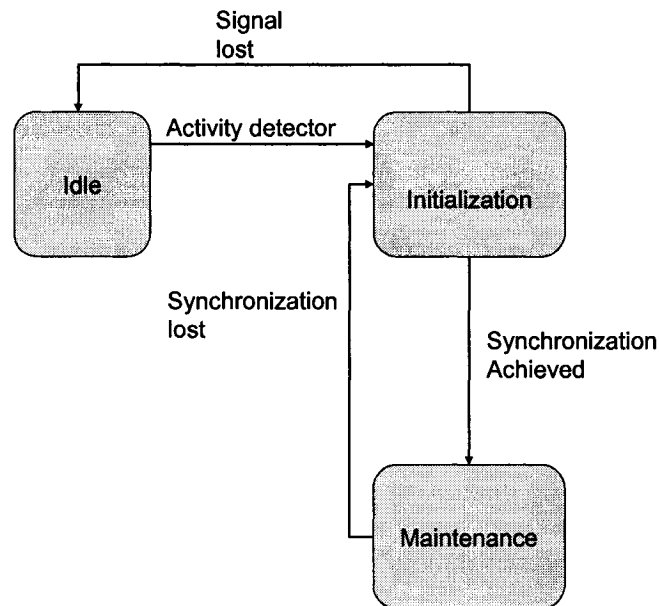 Signal
lost
Activity detector
Idle
Initialization
Synchronization
lost
Synchronization
Achieved
Maintenance